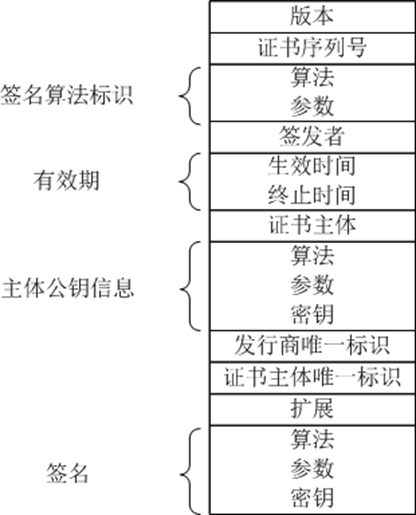 版本
证书序列号
签名算法标识
算法
参数
签发者
有效期
生效时间
终止时间
证书主体
主体公钥信息
算法
参数
密钥
发行商唯一标识
证书主体唯一标识
扩展
签名
算法
参数
密钥